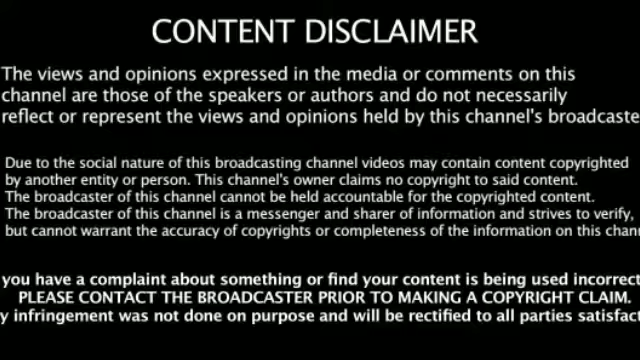 CONTENT DISCLAIMER
The views and opinions expressed in the media or comments on this
channel are those of the speakers or authors and do not necessarily
reflect or represent the views and opinions held by this channel's broadcaste
Due to the social nature of this broadcasting channel videos may contain content copyrighted
by another entity or person. This channel's owner claims no copyright to said content.
The broadcaster of this channel cannot be held accountable for the copyrighted content.
The broadcaster of this channel is a messenger and sharer of information and strives to verify,
but cannot warrant the accuracy of copyrights or completeness of the information on this chan
you have a complaint about something or find your content is being used incorrect
PLEASE CONTACT THE BROADCASTER PRIOR TO MAKING A COPYRIGHT CLAIM.
y infringement was not done on purpose and will be rectified to all parties satisfact